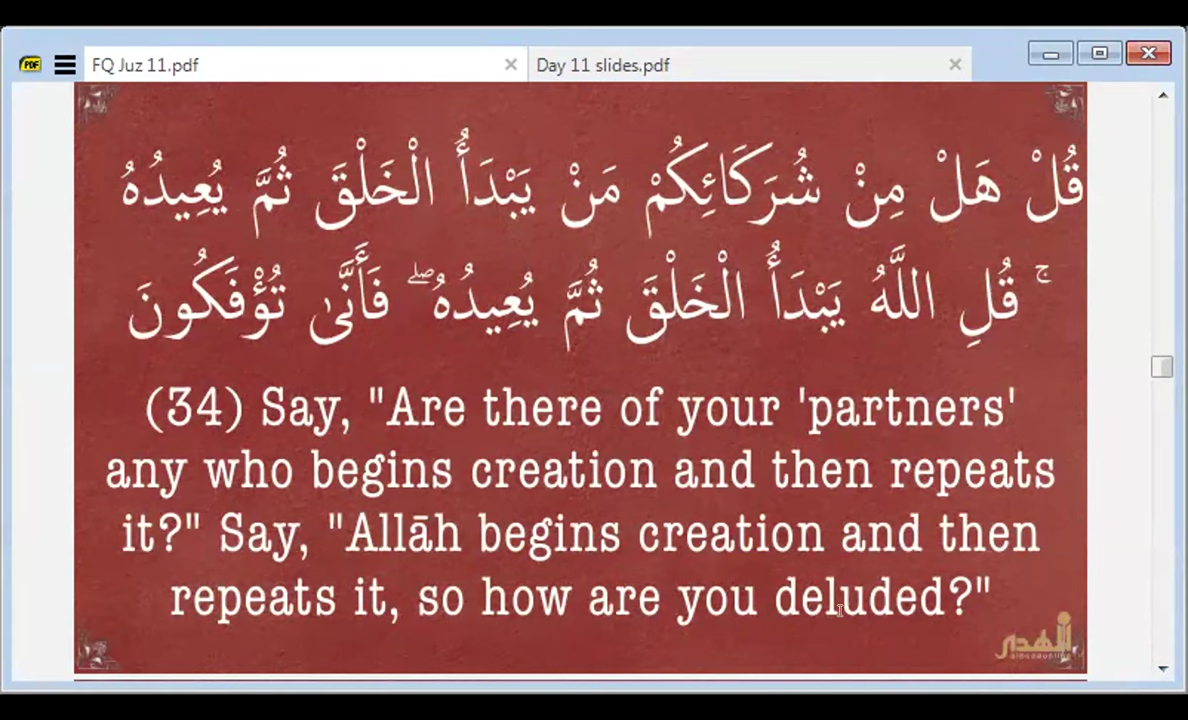 FQ Juz 11.pdf
Day 11 slides.pdf
قُلْ هَلْ مِنْ شُرَكَائِكُمْ مَنْ يَبْدَأُ الْخَلْقَ ثُمَّ يُعِيدُهُ
ۚ قُلِ اللَّهُ يَبْدَأُ الْخَلْقَ ثُمَّ يُعِيدُهُ ۖ فَأَنَّىٰ تُؤْفَكُونَ
(34) Say, "Are there of your 'partners'
any who begins creation and then repeats
it?" Say, "Allāh begins creation and then
repeats it, so how are you deluded?"
الهدى